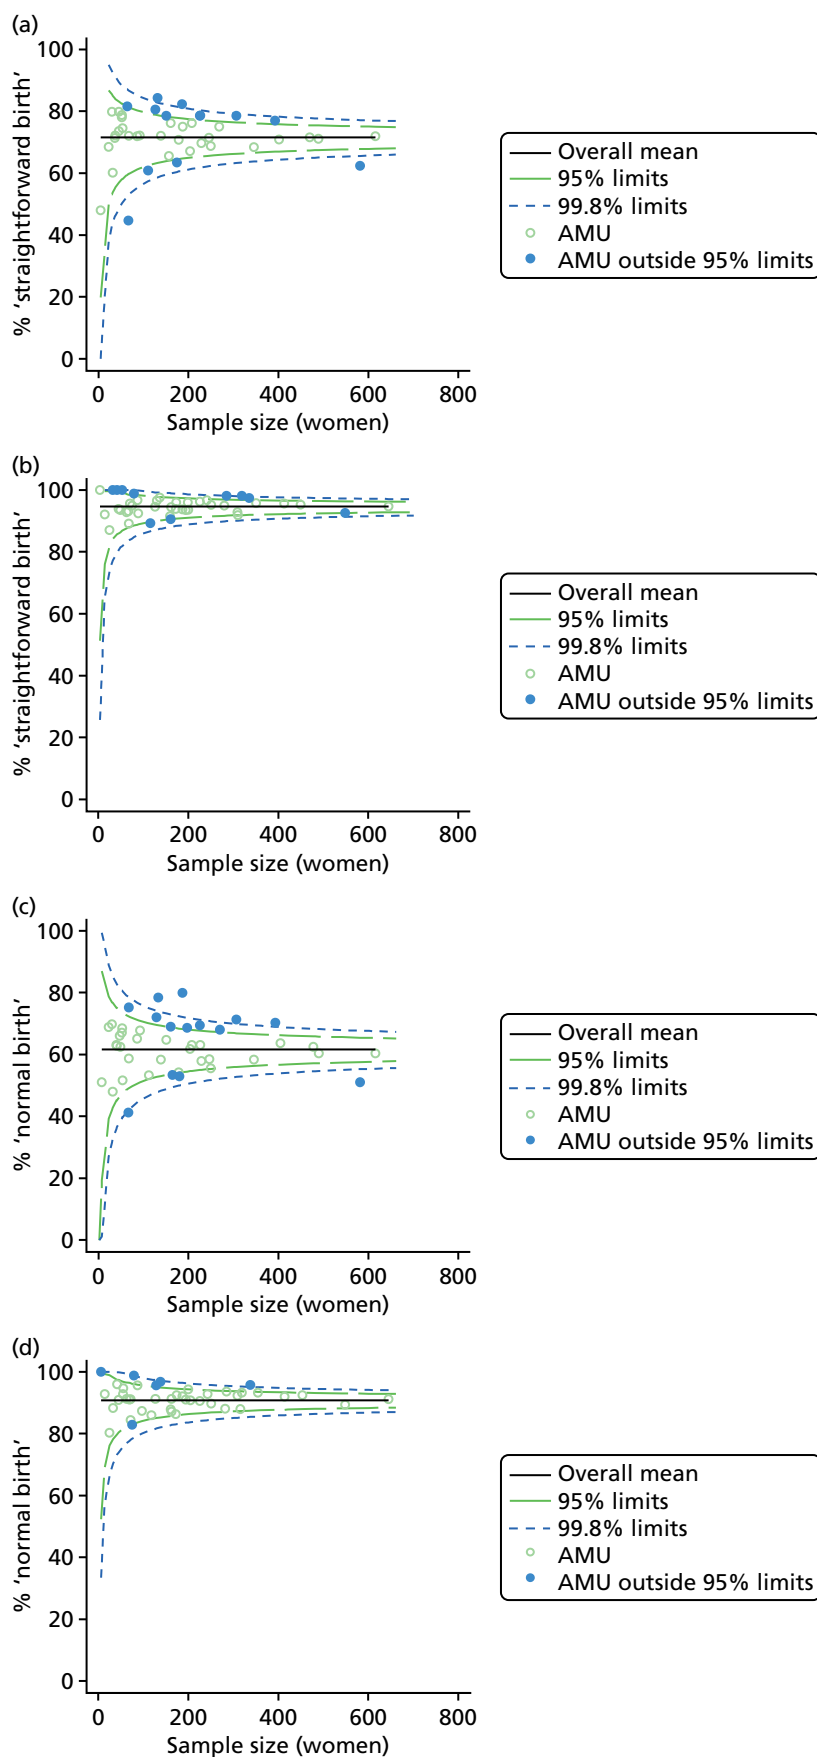 (a)
100
80
60
40
20
0
% ‘straightforward birth’
0 200 400 600 800
Sample size (women)
Overall mean
95% limits
99.8% limits
AMU
AMU outside 95% limits
(b)
100
80
60
40
20
0
% ‘straightforward birth’
0 200 400 600 800
Sample size (women)
Overall mean
95% limits
99.8% limits
AMU
AMU outside 95% limits
(c)
100
80
60
40
20
0
% ‘normal birth’
0 200 400 600 800
Sample size (women)
Overall mean
95% limits
99.8% limits
AMU
AMU outside 95% limits
(d)
100
80
60
40
20
0
% ‘normal birth’
0 200 400 600 800
Sample size (women)
Overall mean
95% limits
99.8% limits
AMU
AMU outside 95% limits